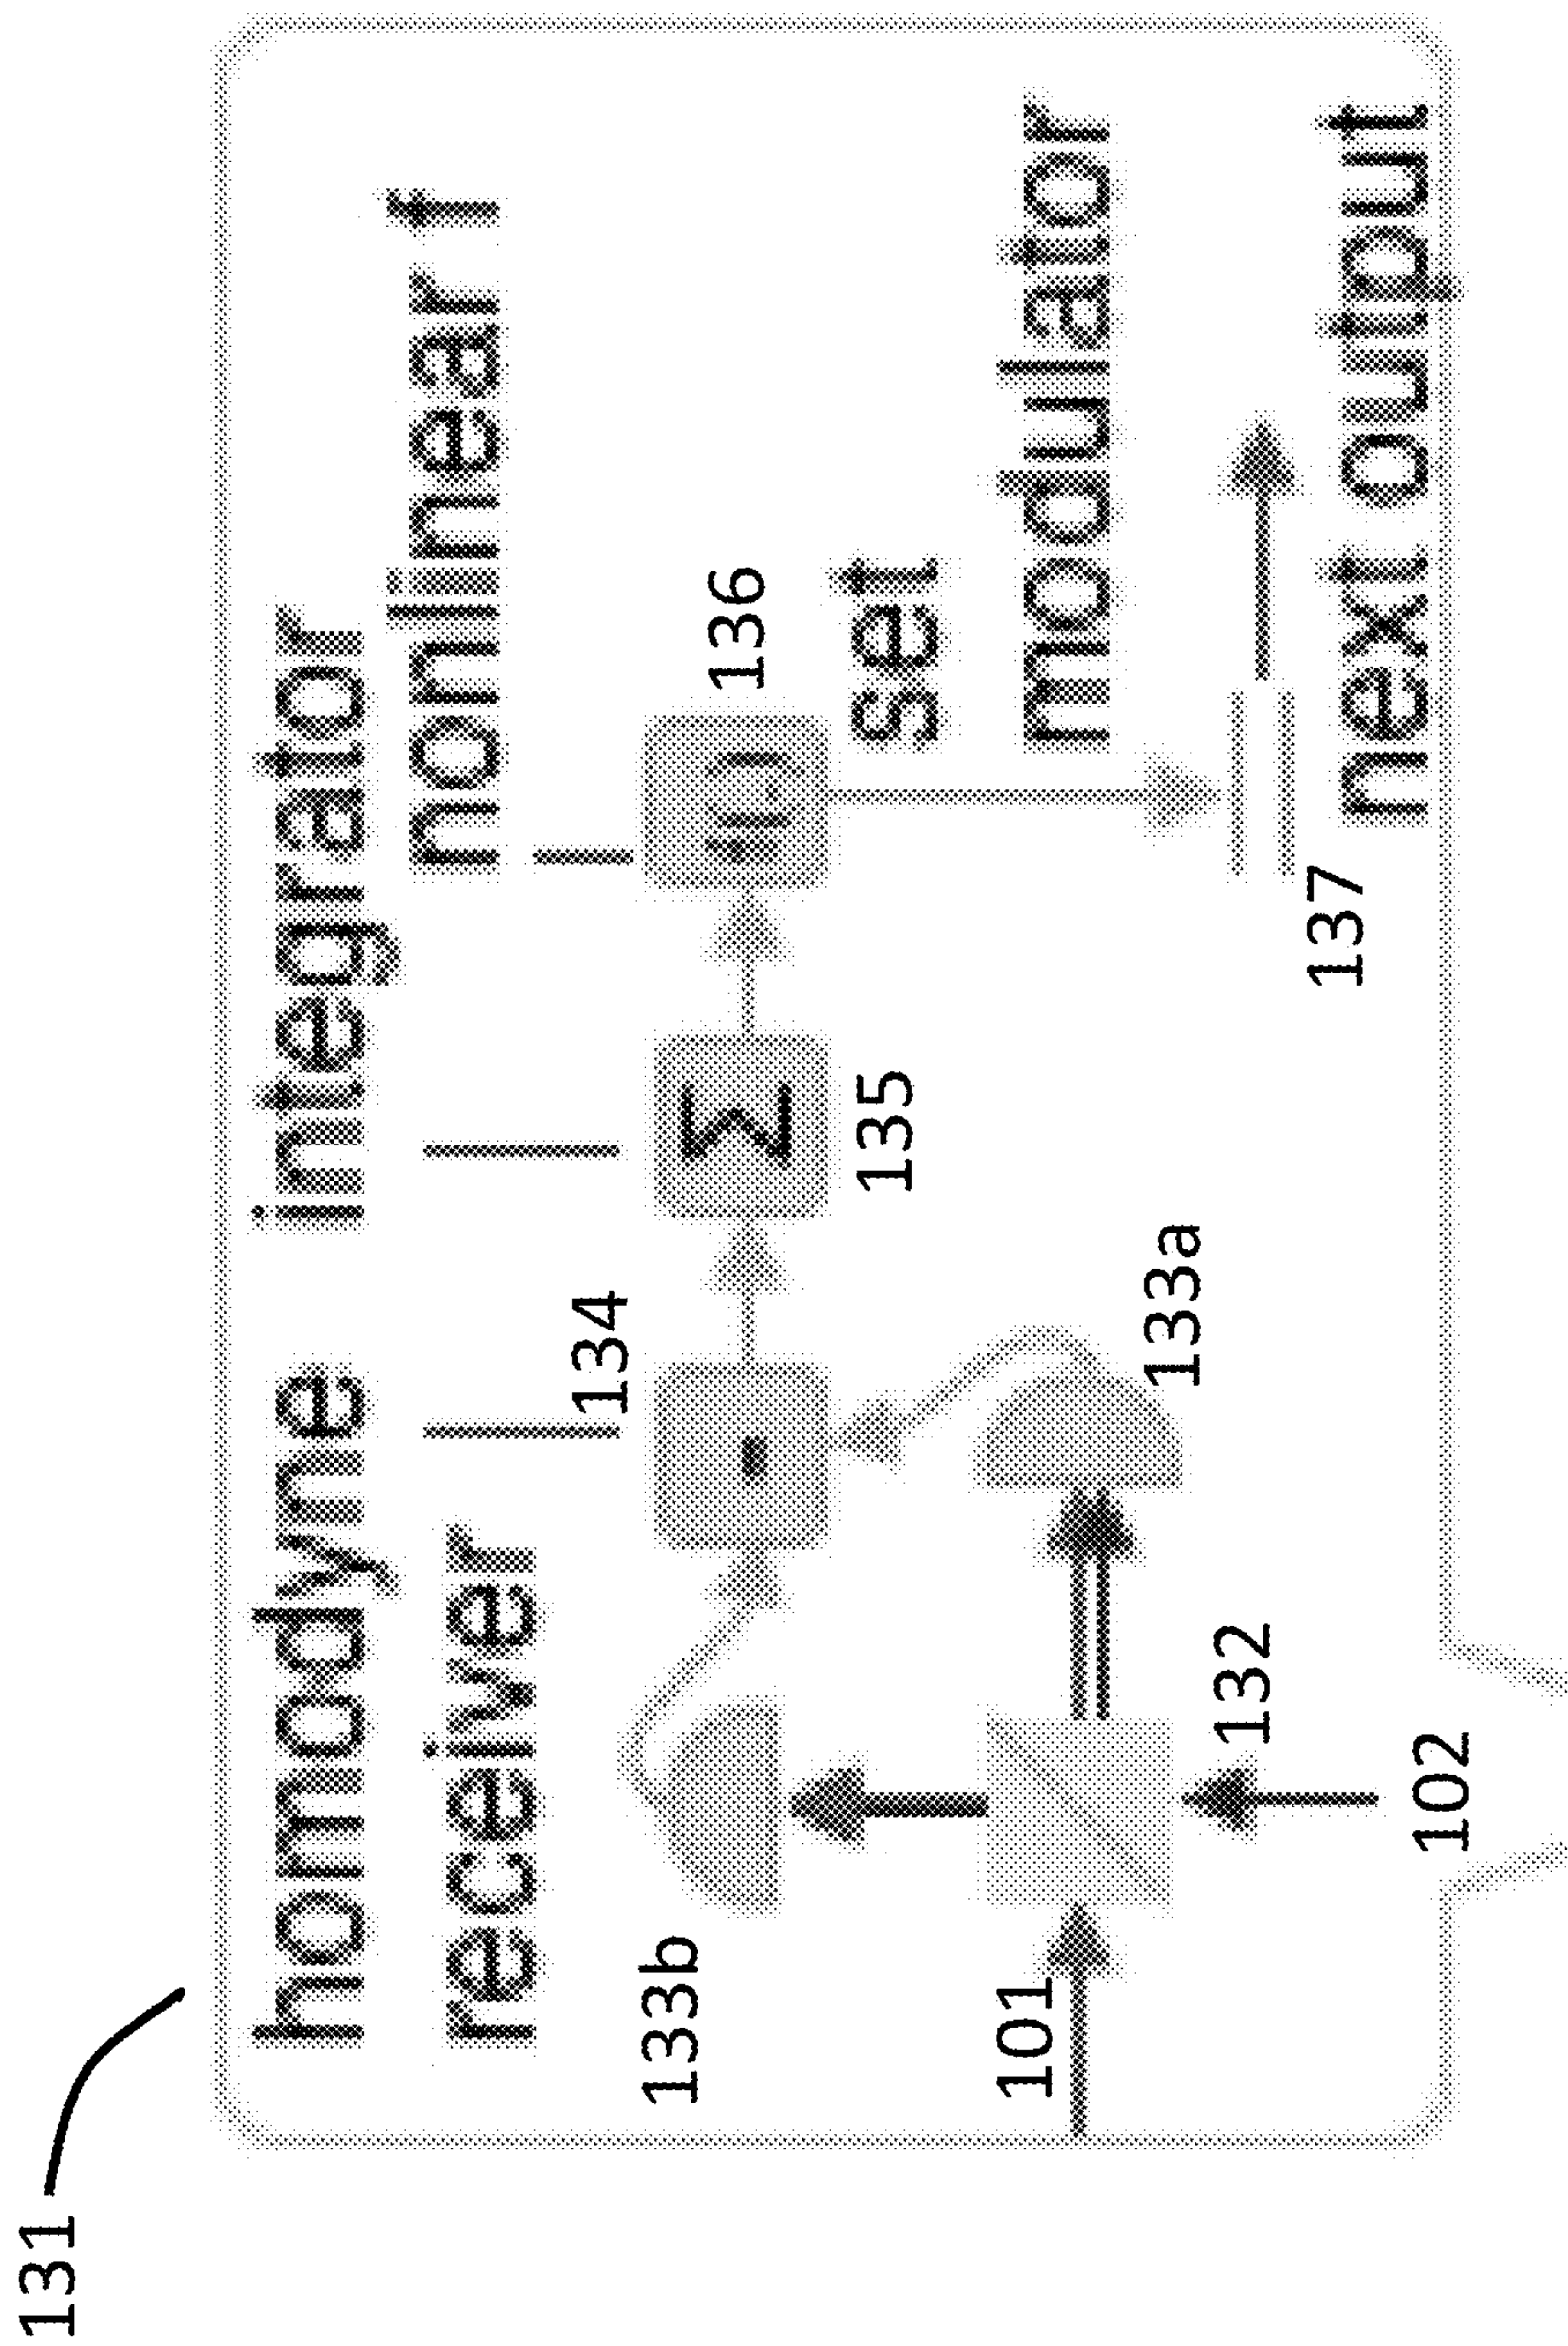 131
homodyne
receiver
integrator
nonlinear f
134
136
Σ
-
133b
135
set
modulator
133a
101
132
137
next output
102